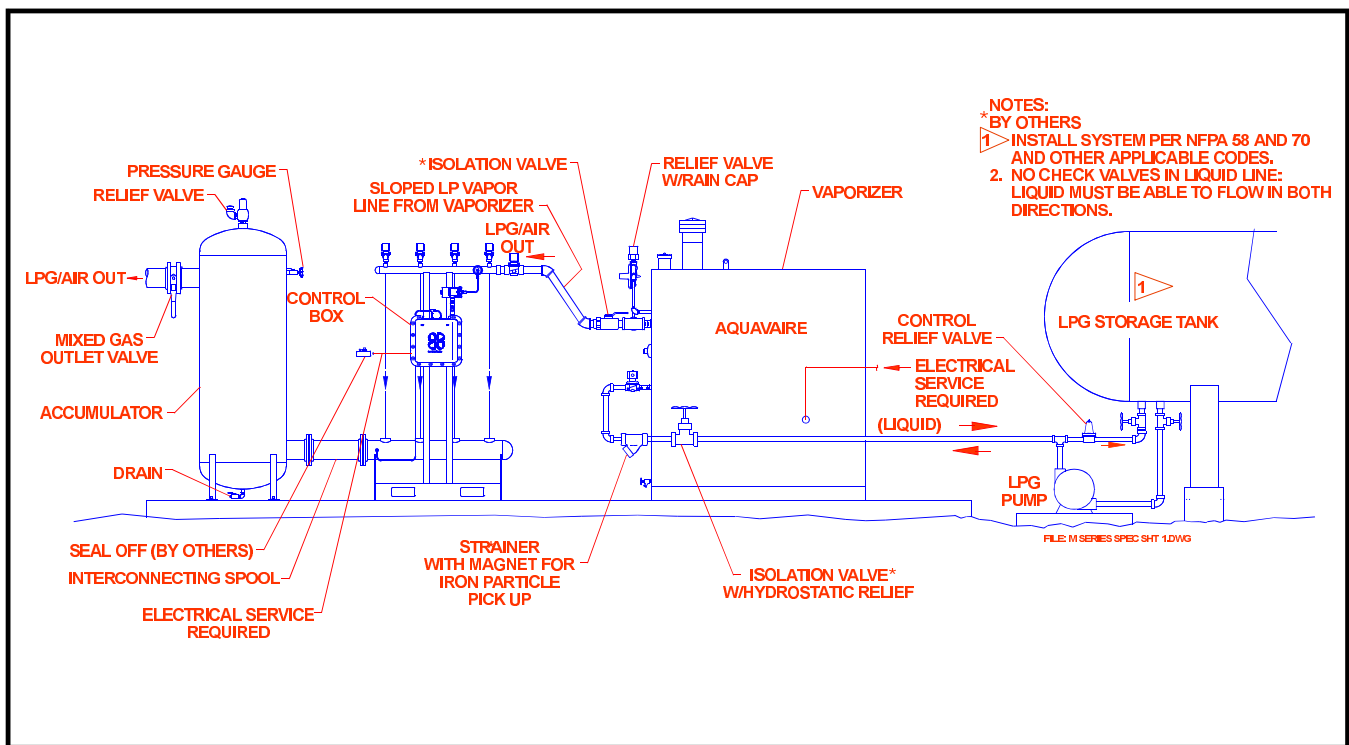 NOTES:
*BY OTHERS
1 INSTALL SYSTEM PER NFPA 58 AND 70
AND OTHER APPLICABLE CODES.
2. NO CHECK VALVES IN LIQUID LINE:
LIQUID MUST BE ABLE TO FLOW IN BOTH
DIRECTIONS.
PRESSURE GAUGE
RELIEF VALVE
LPG/AIR OUT
MIXED GAS
OUTLET VALVE
ACCUMULATOR
DRAIN
SEAL OFF (BY OTHERS)
INTERCONNECTING SPOOL
ELECTRICAL SERVICE
REQUIRED
CONTROL
BOX
*ISOLATION VALVE
SLOPED LP VAPOR
LINE FROM VAPORIZER
LPG/AIR
OUT
RELIEF VALVE
W/RAIN CAP
VAPORIZER
AQUAVAIRE
ELECTRICAL
SERVICE
REQUIRED
(LIQUID)
STRAINER
WITH MAGNET FOR
IRON PARTICLE
PICK UP
ISOLATION VALVE*
W/HYDROSTATIC RELIEF
CONTROL
RELIEF VALVE
1
LPG STORAGE TANK
LPG
PUMP
FILE: M SERIES SPEC SHT 1.DWG